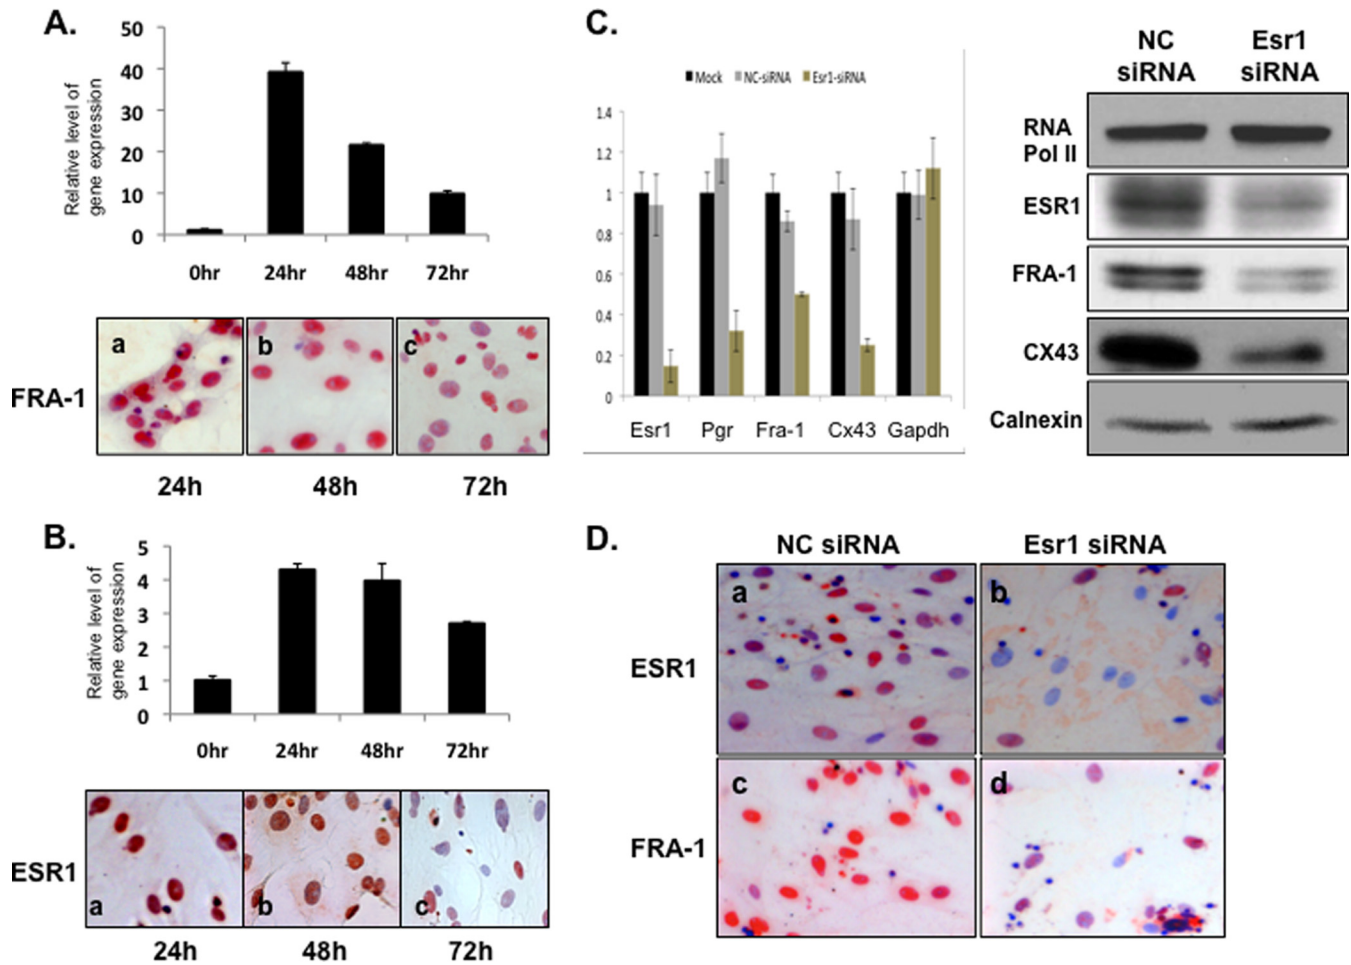 A.
50
40
30
20
10
0
Relative level of
gene expression
0hr 24hr 48hr 72hr
FRA-1
a b c
24h 48h 72h
B.
5
4
3
2
1
0
Relative level of
gene expression
0hr 24hr 48hr 72hr
ESR1
a b c
24h 48h 72h
C.
Mock NC-siRNA Esr1-siRNA
1.4
1.2
1
0.8
0.6
0.4
0.2
0
Esr1 Pgr Fra-1 Cx43 Gapdh
NC
siRNA
Esr1
siRNA
RNA
Pol II
ESR1
FRA-1
CX43
Calnexin
D.
NC siRNA Esr1 siRNA
ESR1
a b
FRA-1
c d